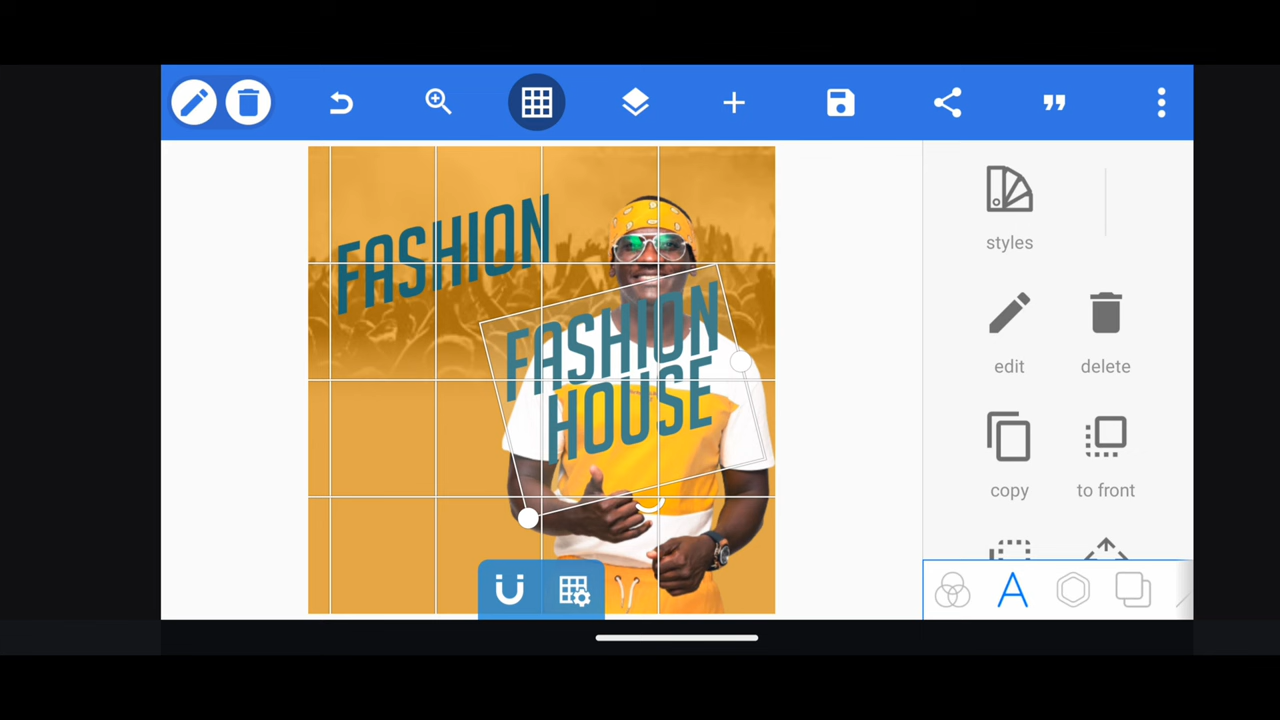 FASHION
FASHION
HOUSE
styles
edit
delete
copy
to front